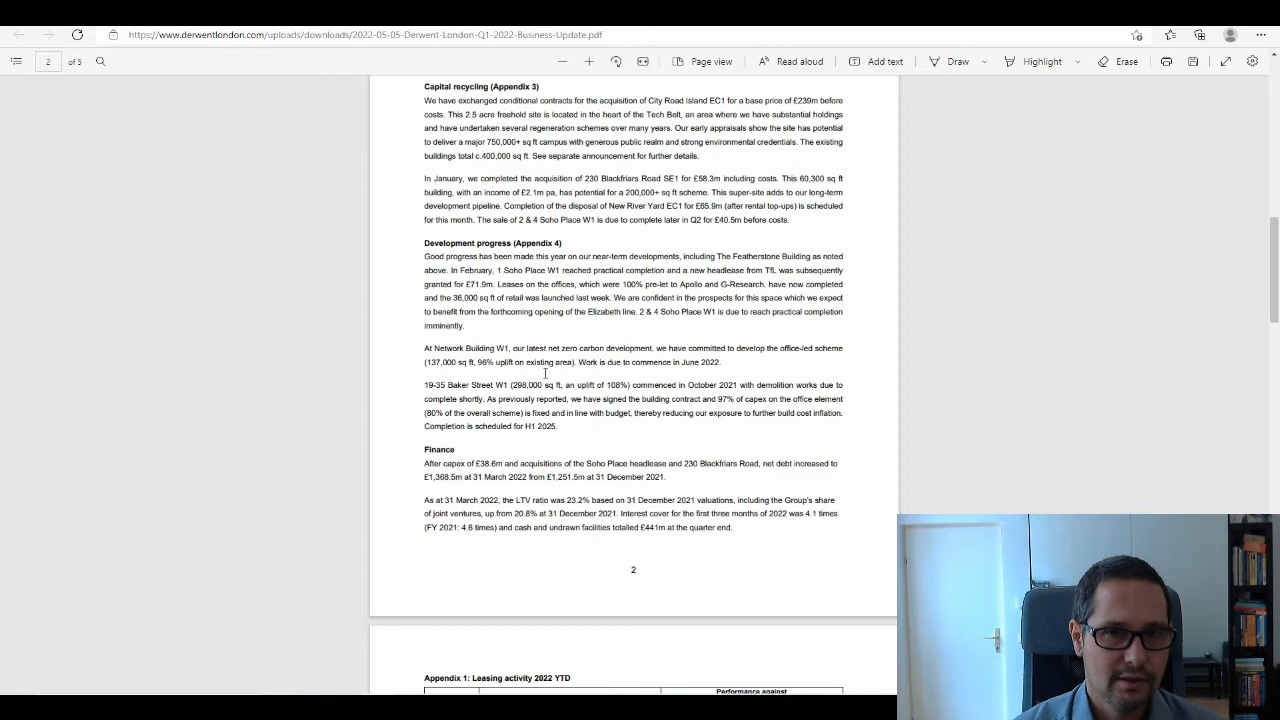 https://www.derwentlondon.com/uploads/downloads/2022-05-05-Derwent-London-Q1-2022-Business-Update.pdf
2 of 5
Page view
Read aloud
Add text
Draw
Highlight
Erase
Capital recycling (Appendix 3)
We have exchanged conditional contracts for the acquisition of City Road Island EC1 for a base price of £239m before
costs. This 2.5 acre freehold site is located in the heart of the Tech Belt, an area where we have substantial holdings
and have undertaken several regeneration schemes over many years. Our early appraisals show the site has potential
to deliver a major 750,000+ sq ft campus with generous public realm and strong environmental credentials. The existing
buildings total c.400,000 sq ft. See separate announcement for further details.
In January, we completed the acquisition of 230 Blackfriars Road SE1 for £58.3m including costs. This 60,300 sq ft
building, with an income of £2.1m pa, has potential for a 200,000+ sq ft scheme. This super-site adds to our long-term
development pipeline. Completion of the disposal of New River Yard EC1 for £65.9m (after rental top-ups) is scheduled
for this month. The sale of 2 & 4 Soho Place W1 is due to complete later in Q2 for £40.5m before costs.
Development progress (Appendix 4)
Good progress has been made this year on our near-term developments, including The Featherstone Building as noted
above. In February, 1 Soho Place W1 reached practical completion and a new headlease from TfL was subsequently
granted for £71.9m. Leases on the offices, which were 100% pre-let to Apollo and G-Research, have now completed
and the 36,000 sq ft of retail was launched last week. We are confident in the prospects for this space which we expect
to benefit from the forthcoming opening of the Elizabeth line. 2 & 4 Soho Place W1 is due to reach practical completion
imminently.
At Network Building W1, our latest net zero carbon development, we have committed to develop the office-led scheme
(137,000 sq ft, 96% uplift on existing area). Work is due to commence in June 2022.
19-35 Baker Street W1 (298,000 sq ft, an uplift of 108%) commenced in October 2021 with demolition works due to
complete shortly. As previously reported, we have signed the building contract and 97% of capex on the office element
(80% of the overall scheme) is fixed and in line with budget, thereby reducing our exposure to further build cost inflation.
Completion is scheduled for H1 2025.
Finance
After capex of £38.6m and acquisitions of the Soho Place headlease and 230 Blackfriars Road, net debt increased to
£1,368.5m at 31 March 2022 from £1,251.5m at 31 December 2021.
As at 31 March 2022, the LTV ratio was 23.2% based on 31 December 2021 valuations, including the Group's share
of joint ventures, up from 20.8% at 31 December 2021. Interest cover for the first three months of 2022 was 4.1 times
(FY 2021: 4.6 times) and cash and undrawn facilities totalled £441m at the quarter end.
2
Appendix 1: Leasing activity 2022 YTD
Performance against